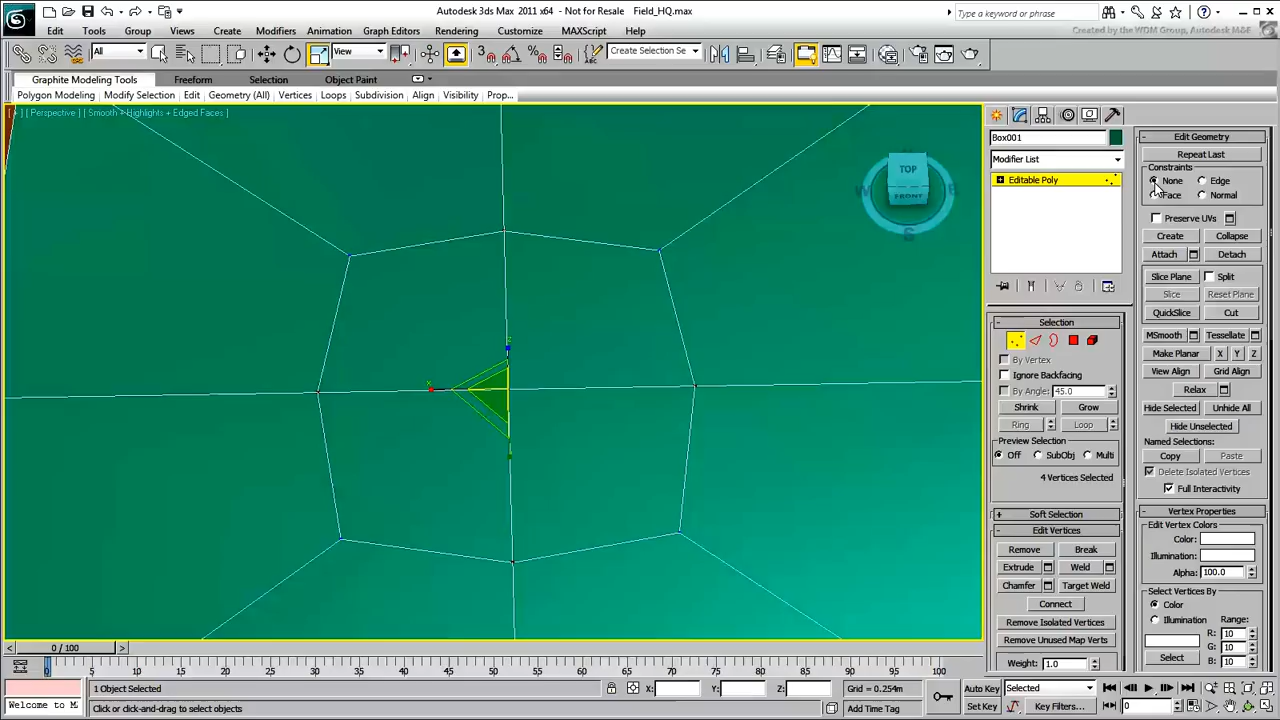 Autodesk 3ds Max 2011 x64 - Not for Resale Field_HQ.max
Type a keyword or phrase
Edit Tools Group Views Create Modifiers Animation Graph Editors Rendering Customize MAXScript Help
Created by the WDM Group, Autodesk M&E
All View Create Selection Se
Graphite Modeling Tools Freeform Selection Object Paint
Polygon Modeling Modify Selection Edit Geometry (All) Vertices Loops Subdivision Align Visibility Prop...
[ + ] [ Perspective ] [ Smooth + Highlights + Edged Faces ]
TOP
FRONT
S
Box001
Modifier List
Editable Poly
Selection
By Vertex
Ignore Backfacing
By Angle: 45.0
Shrink Grow
Ring Loop
Preview Selection
Off SubObj Multi
4 Vertices Selected
Soft Selection
Edit Vertices
Remove Break
Extrude Weld
Chamfer Target Weld
Connect
Remove Isolated Vertices
Remove Unused Map Verts
Weight: 1.0
Edit Geometry
Repeat Last
Constraints
None Edge
Face Normal
Preserve UVs
Create Collapse
Attach Detach
Slice Plane Split
Slice Reset Plane
QuickSlice Cut
MSmooth Tessellate
Make Planar X Y Z
View Align Grid Align
Relax
Hide Selected Unhide All
Hide Unselected
Named Selections:
Copy Paste
Delete Isolated Vertices
Full Interactivity
Vertex Properties
Edit Vertex Colors
Color:
Illumination:
Alpha: 100.0
Select Vertices By
Color
Illumination Range:
R: 10
G: 10
Select B: 10
0 / 100
0 5 10 15 20 25 30 35 40 45 50 55 60 65 70 75 80 85 90 95 100
1 Object Selected X: Y: Z: Grid = 0.254m Auto Key Selected
Welcome to M Click or click-and-drag to select objects Add Time Tag Set Key Key Filters... 0